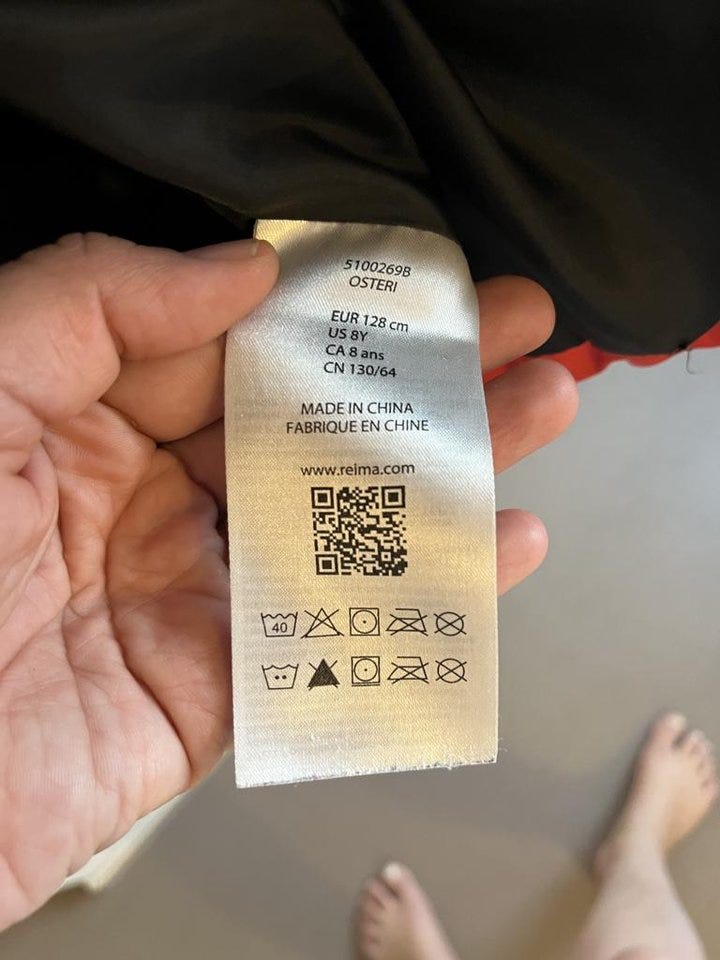 5100269B
OSTERI
EUR 128 cm
US 8Y
CA 8 ans
CN 130/64
MADE IN CHINA
FABRIQUE EN CHINE
www.reima.com
40